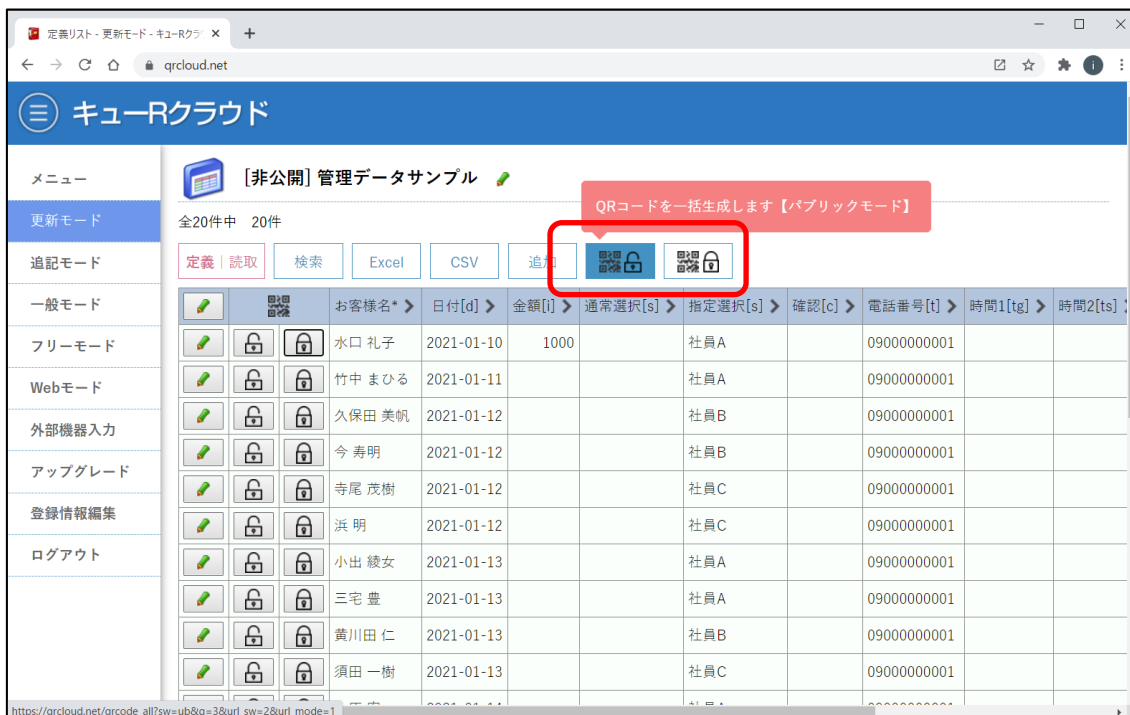 定義リスト - 更新モード - キューRクラ
qrcloud.net
キューRクラウド
メニュー
更新モード
追記モード
一般モード
フリーモード
Webモード
外部機器入力
アップグレード
登録情報編集
ログアウト
[非公開] 管理データサンプル
QRコードを一括生成します【パブリックモード】
全20件中 20件
定義 | 読取 検索 Excel CSV 追加
お客様名* 日付[d] 金額[i] 通常選択[s] 指定選択[s] 確認[c] 電話番号[t] 時間1[tg] 時間2[ts]
水口 礼子 2021-01-10 1000 社員A 09000000001
竹中 まひる 2021-01-11 社員A 09000000001
久保田 美帆 2021-01-12 社員B 09000000001
今 寿明 2021-01-12 社員B 09000000001
寺尾 茂樹 2021-01-12 社員C 09000000001
浜 明 2021-01-12 社員C 09000000001
小出 綾女 2021-01-13 社員A 09000000001
三宅 豊 2021-01-13 社員A 09000000001
黄川田 仁 2021-01-13 社員B 09000000001
須田 一樹 2021-01-13 社員C 09000000001
https://qrcloud.net/qrcode_all?sw=ub&q=3&url_sw=2&url_mode=1